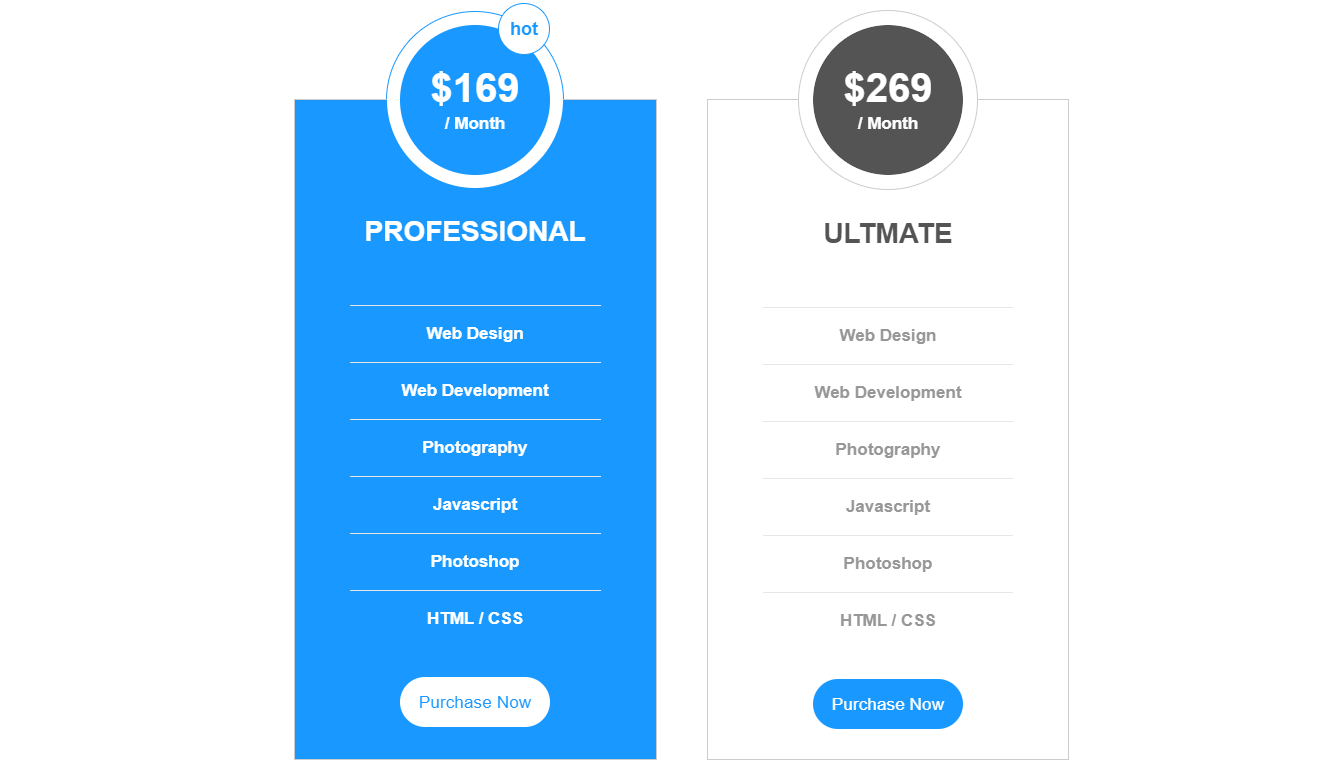 hot
$169
/ Month
PROFESSIONAL
Web Design
Web Development
Photography
Javascript
Photoshop
HTML / CSS
Purchase Now
$269
/ Month
ULTMATE
Web Design
Web Development
Photography
Javascript
Photoshop
HTML / CSS
Purchase Now